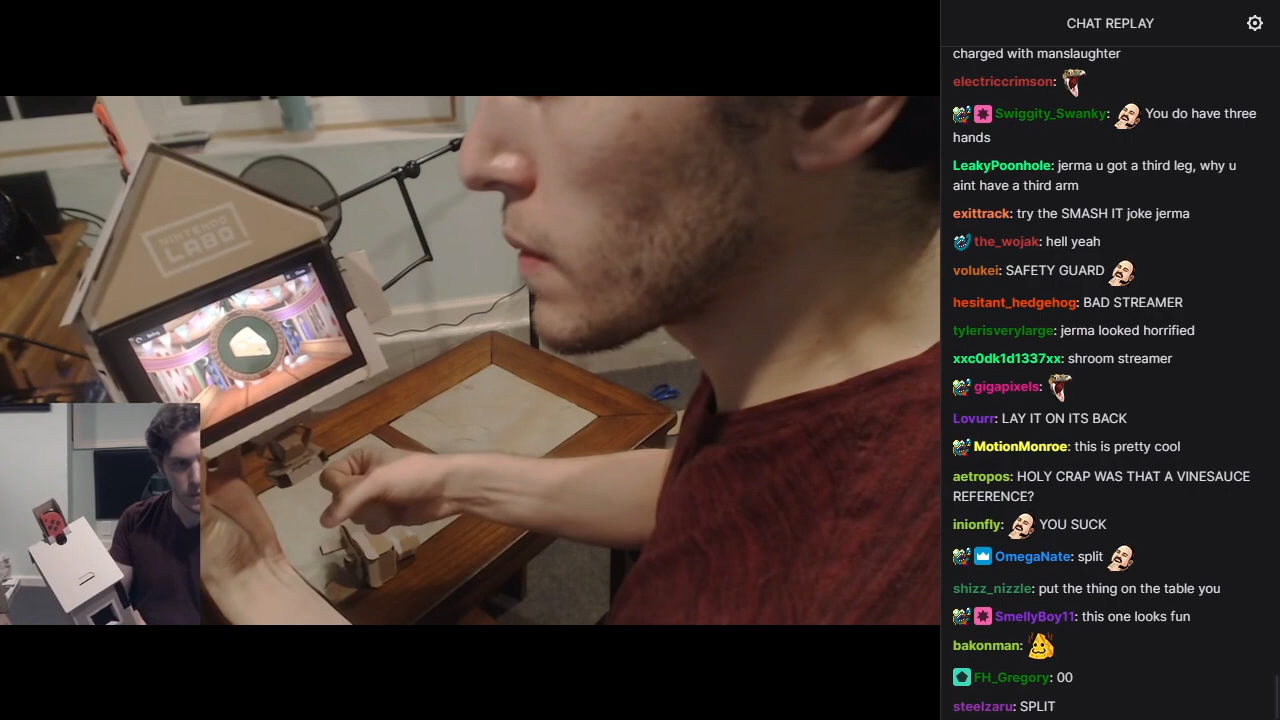 CHAT REPLAY
charged with manslaughter
electriccrimson:
Swiggity_Swanky: You do have three
hands
LeakyPoonhole: jerma u got a third leg, why u
aint have a third arm
exittrack: try the SMASH IT joke jerma
the_wojak: hell yeah
volukei: SAFETY GUARD
hesitant_hedgehog: BAD STREAMER
tylerisverylarge: jerma looked horrified
xxc0dk1d1337xx: shroom streamer
gigapixels:
Lovurr: LAY IT ON ITS BACK
MotionMonroe: this is pretty cool
aetropos: HOLY CRAP WAS THAT A VINESAUCE
REFERENCE?
inionfly: YOU SUCK
OmegaNate: split
shizz_nizzle: put the thing on the table you
SmellyBoy11: this one looks fun
bakonman:
FH_Gregory: 00
steelzaru: SPLIT
NINTENDO
LABO